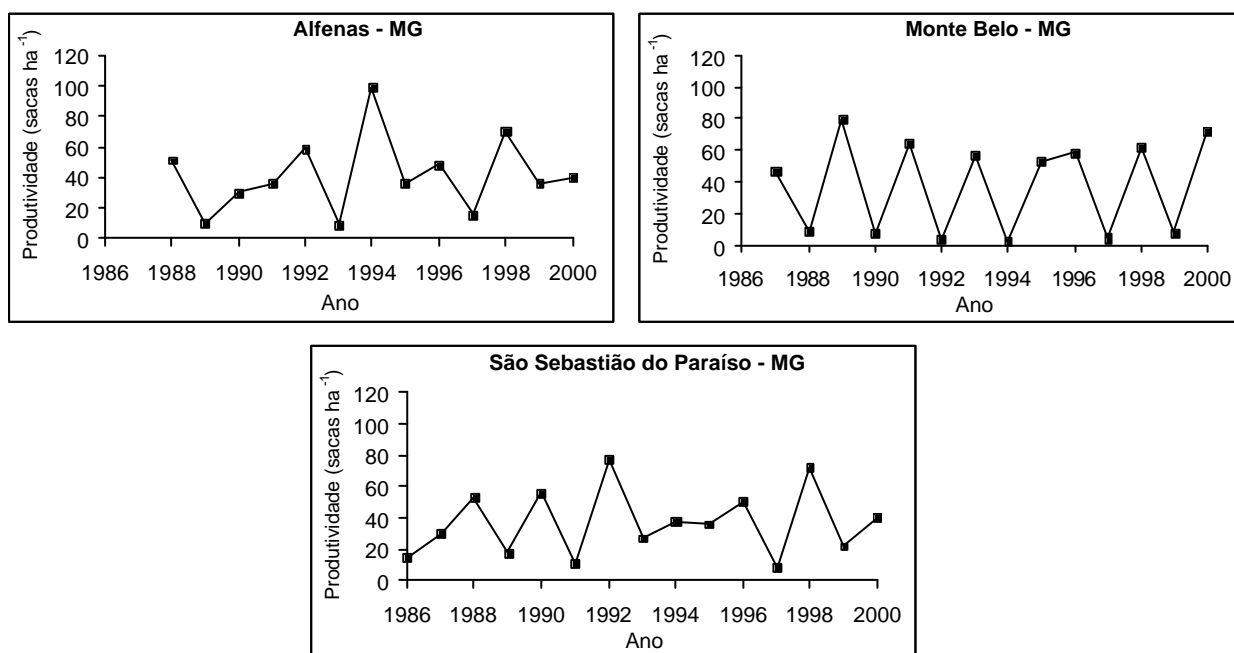 Alfenas - MG
Produtividade (sacas ha⁻¹)
120
100
80
60
40
20
0
1986 1988 1990 1992 1994 1996 1998 2000
Ano
Monte Belo - MG
Produtividade (sacas ha⁻¹)
120
100
80
60
40
20
0
1986 1988 1990 1992 1994 1996 1998 2000
Ano
São Sebastião do Paraíso - MG
Produtividade (sacas ha⁻¹)
120
100
80
60
40
20
0
1986 1988 1990 1992 1994 1996 1998 2000
Ano